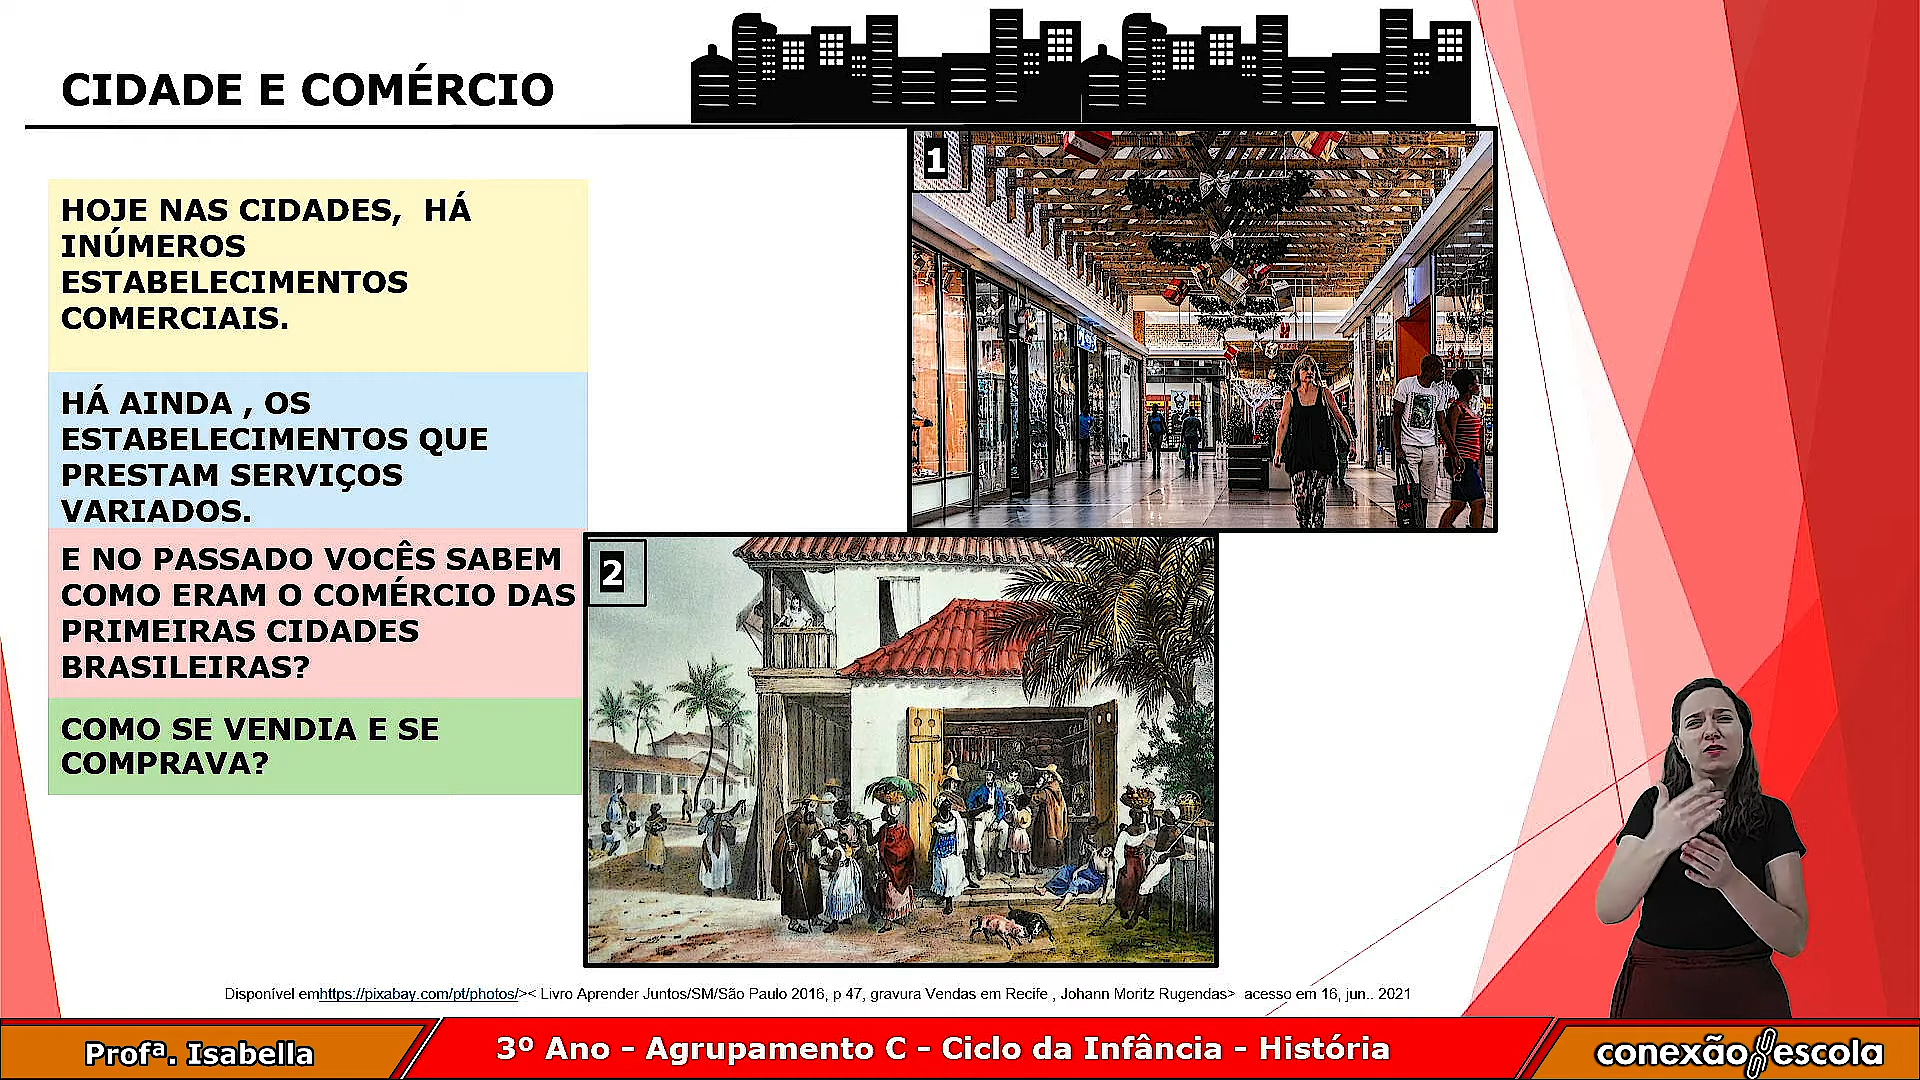 CIDADE E COMÉRCIO
HOJE NAS CIDADES, HÁ
INÚMEROS
ESTABELECIMENTOS
COMERCIAIS.
HÁ AINDA , OS
ESTABELECIMENTOS QUE
PRESTAM SERVIÇOS
VARIADOS.
E NO PASSADO VOCÊS SABEM
COMO ERAM O COMÉRCIO DAS
PRIMEIRAS CIDADES
BRASILEIRAS?
COMO SE VENDIA E SE
COMPRAVA?
1
2
Disponível emhttps://pixabay.com/pt/photos/>< Livro Aprender Juntos/SM/São Paulo 2016, p 47, gravura Vendas em Recife , Johann Moritz Rugendas> acesso em 16, jun.. 2021
Profª. Isabella
3º Ano - Agrupamento C - Ciclo da Infância - História
conexão escola